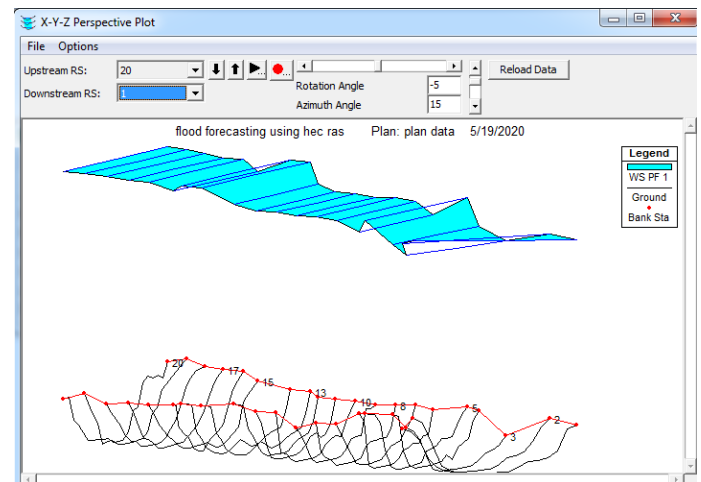 X-Y-Z Perspective Plot
File Options
Upstream RS: 20
Downstream RS: 1
Rotation Angle -5
Azimuth Angle 15
Reload Data
flood forecasting using hec ras Plan: plan data 5/19/2020
Legend
WS PF 1
Ground
Bank Sta
20
17
15
13
10
8
5
3
2